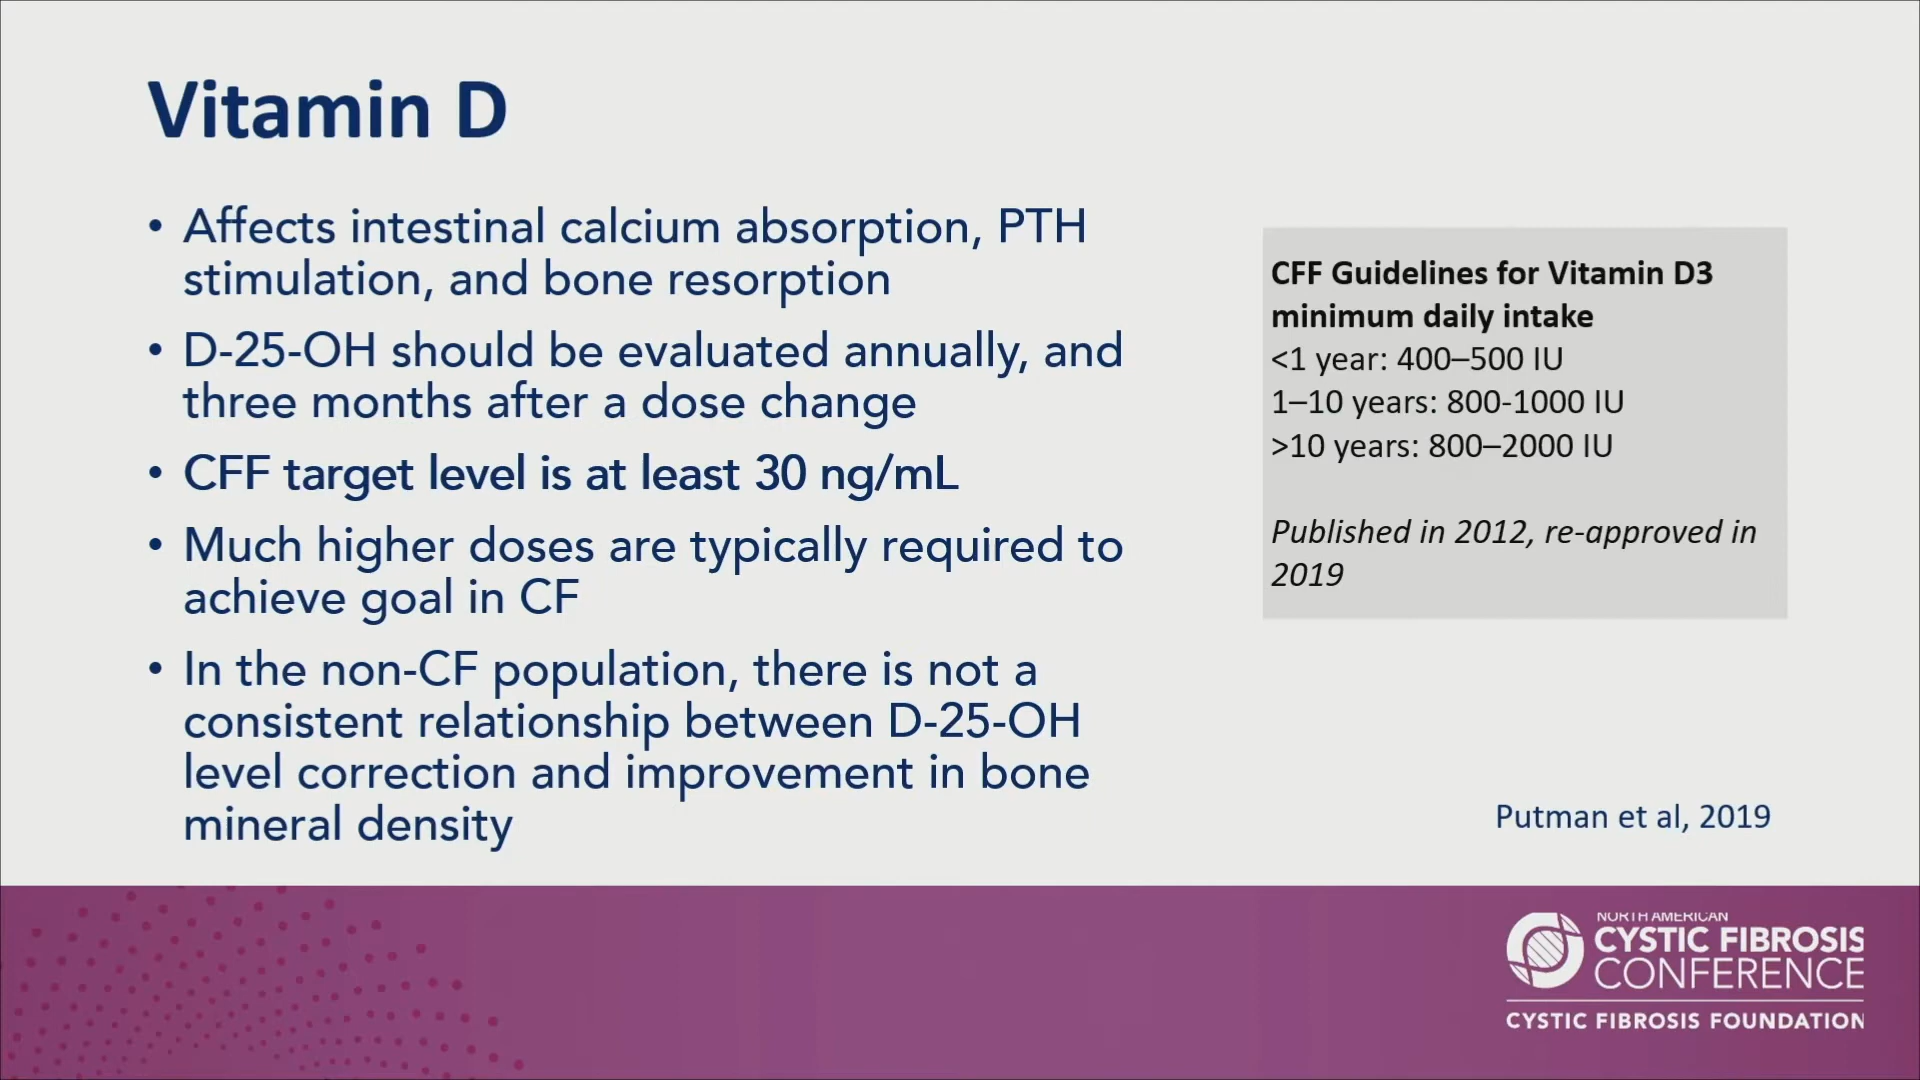 Vitamin D
• Affects intestinal calcium absorption, PTH
stimulation, and bone resorption
• D-25-OH should be evaluated annually, and
three months after a dose change
• CFF target level is at least 30 ng/mL
• Much higher doses are typically required to
achieve goal in CF
• In the non-CF population, there is not a
consistent relationship between D-25-OH
level correction and improvement in bone
mineral density
CFF Guidelines for Vitamin D3
minimum daily intake
<1 year: 400–500 IU
1–10 years: 800-1000 IU
>10 years: 800–2000 IU
Published in 2012, re-approved in
2019
Putman et al, 2019
NORTH AMERICAN
CYSTIC FIBROSIS
CONFERENCE
CYSTIC FIBROSIS FOUNDATION